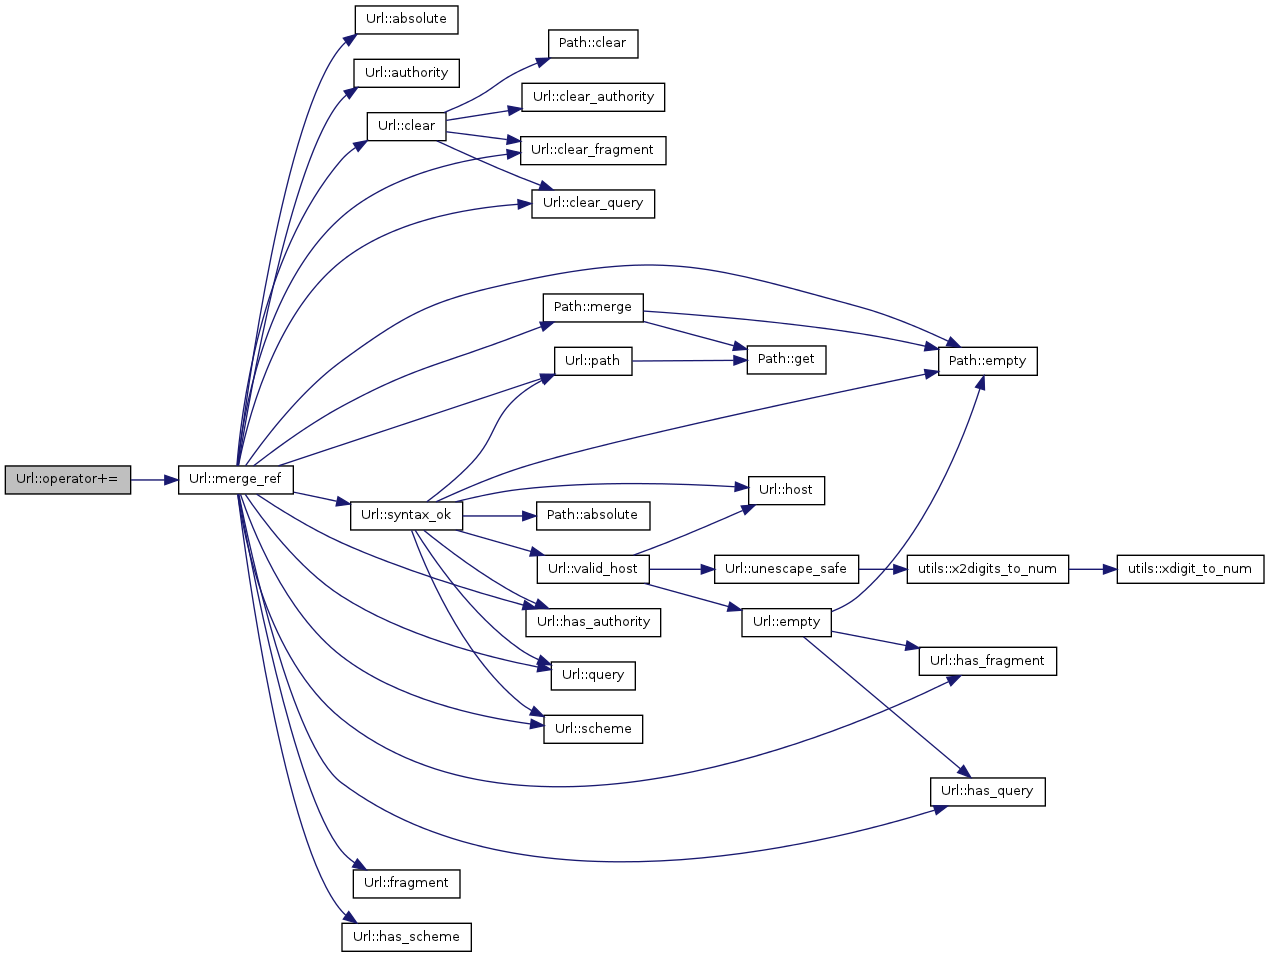 Url::absolute
Path::clear
Url::authority
Url::clear_authority
Url::clear
Url::clear_fragment
Url::clear_query
Path::merge
Url::path
Path::get
Path::empty
Url::operator+=
Url::merge_ref
Url::host
Url::syntax_ok
Path::absolute
Url::valid_host
Url::unescape_safe
utils::x2digits_to_num
utils::xdigit_to_num
Url::has_authority
Url::empty
Url::has_fragment
Url::query
Url::scheme
Url::has_query
Url::fragment
Url::has_scheme